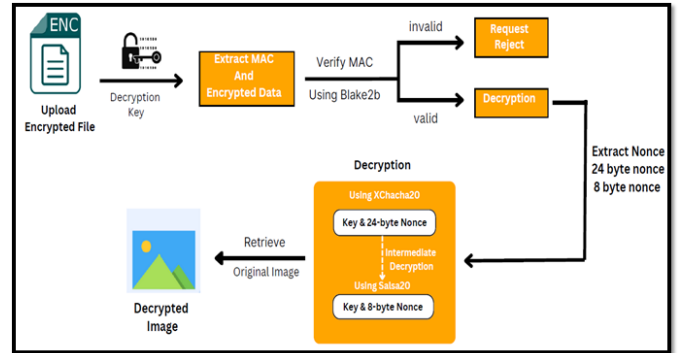 ENC
Upload
Encrypted File
Decryption
Key
Extract MAC
And
Encrypted Data
Verify MAC
Using Blake2b
invalid
valid
Request
Reject
Decryption
Extract Nonce
24 byte nonce
8 byte nonce
Decryption
Using XChacha20
Key & 24-byte Nonce
Intermediate
Decryption
Using Salsa20
Key & 8-byte Nonce
Retrieve
Original Image
Decrypted
Image